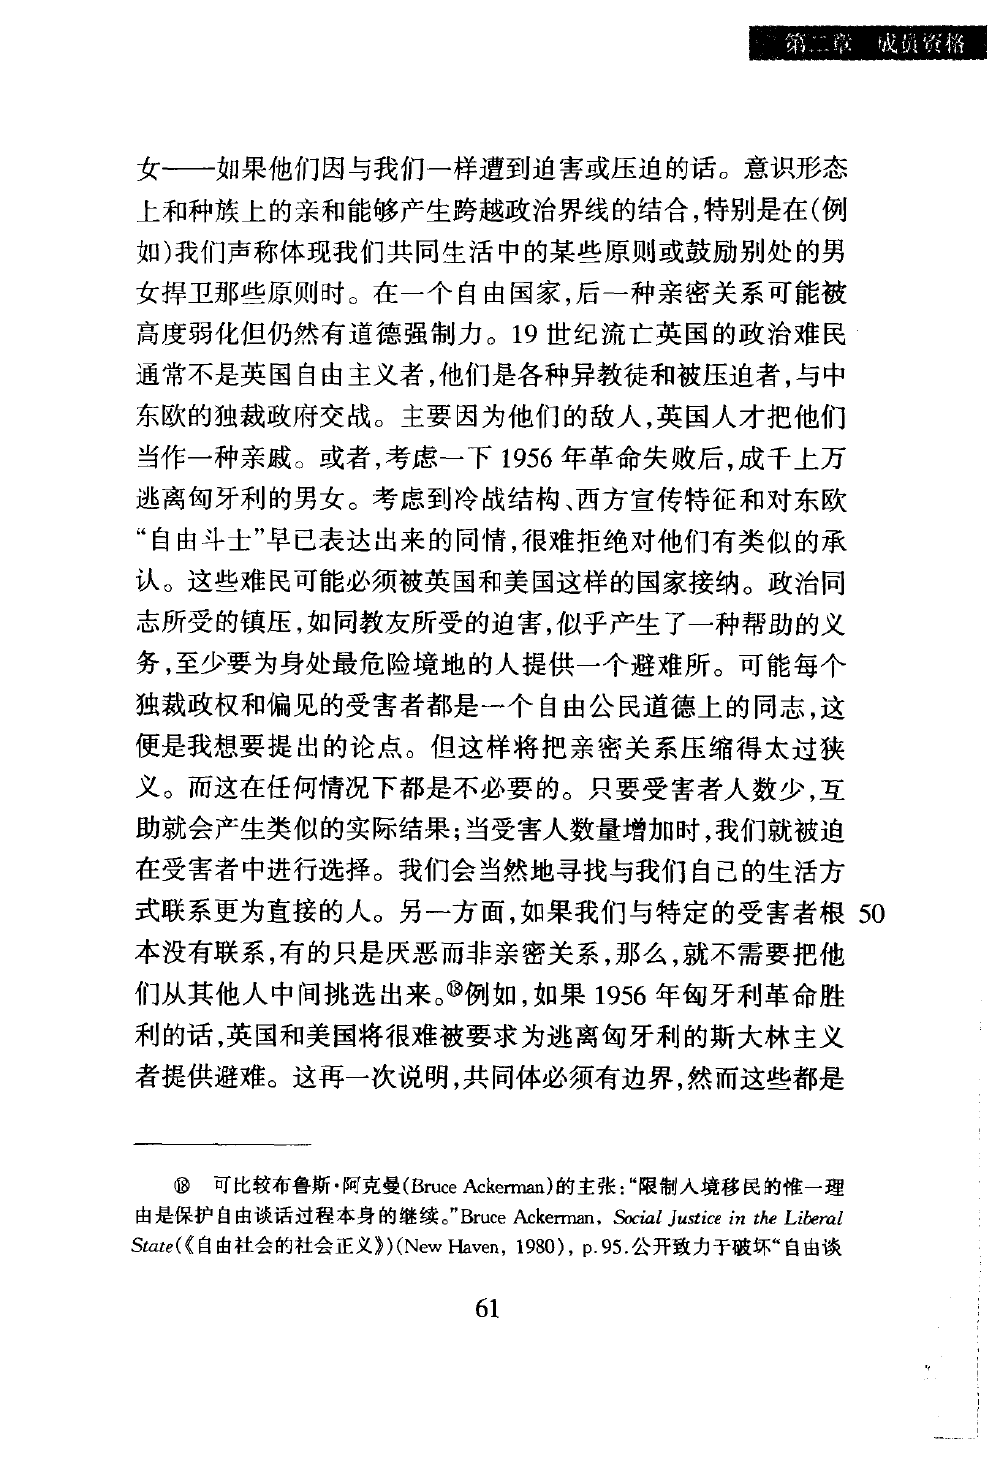 第二章 成员资格
女——如果他们因与我们一样遭到迫害或压迫的话。意识形态
上和种族上的亲和能够产生跨越政治界线的结合,特别是在(例
如)我们声称体现我们共同生活中的某些原则或鼓励别处的男
女捍卫那些原则时。在一个自由国家,后一种亲密关系可能被
高度弱化但仍然有道德强制力。19 世纪流亡英国的政治难民
通常不是英国自由主义者,他们是各种异教徒和被压迫者,与中
东欧的独裁政府交战。主要因为他们的敌人,英国人才把他们
当作一种亲戚。或者,考虑一下 1956 年革命失败后,成千上万
逃离匈牙利的男女。考虑到冷战结构、西方宣传特征和对东欧
“自由斗士”早已表达出来的同情,很难拒绝对他们有类似的承
认。这些难民可能必须被英国和美国这样的国家接纳。政治同
志所受的镇压,如同教友所受的迫害,似乎产生了一种帮助的义
务,至少要为身处最危险境地的人提供一个避难所。可能每个
独裁政权和偏见的受害者都是一个自由公民道德上的同志,这
便是我想要提出的论点。但这样将把亲密关系压缩得太过狭
义。而这在任何情况下都是不必要的。只要受害者人数少,互
助就会产生类似的实际结果;当受害人数量增加时,我们就被迫
在受害者中进行选择。我们会当然地寻找与我们自己的生活方
式联系更为直接的人。另一方面,如果我们与特定的受害者根 50
本没有联系,有的只是厌恶而非亲密关系,那么,就不需要把他
们从其他人中间挑选出来。⑱例如,如果 1956 年匈牙利革命胜
利的话,英国和美国将很难被要求为逃离匈牙利的斯大林主义
者提供避难。这再一次说明,共同体必须有边界,然而这些都是
⑱ 可比较布鲁斯·阿克曼(Bruce Ackerman)的主张:“限制入境移民的惟一理
由是保护自由谈话过程本身的继续。”Bruce Ackerman, Social Justice in the Liberal
State(《自由社会的社会正义》)(New Haven, 1980), p.95.公开致力于破坏“自由谈
61